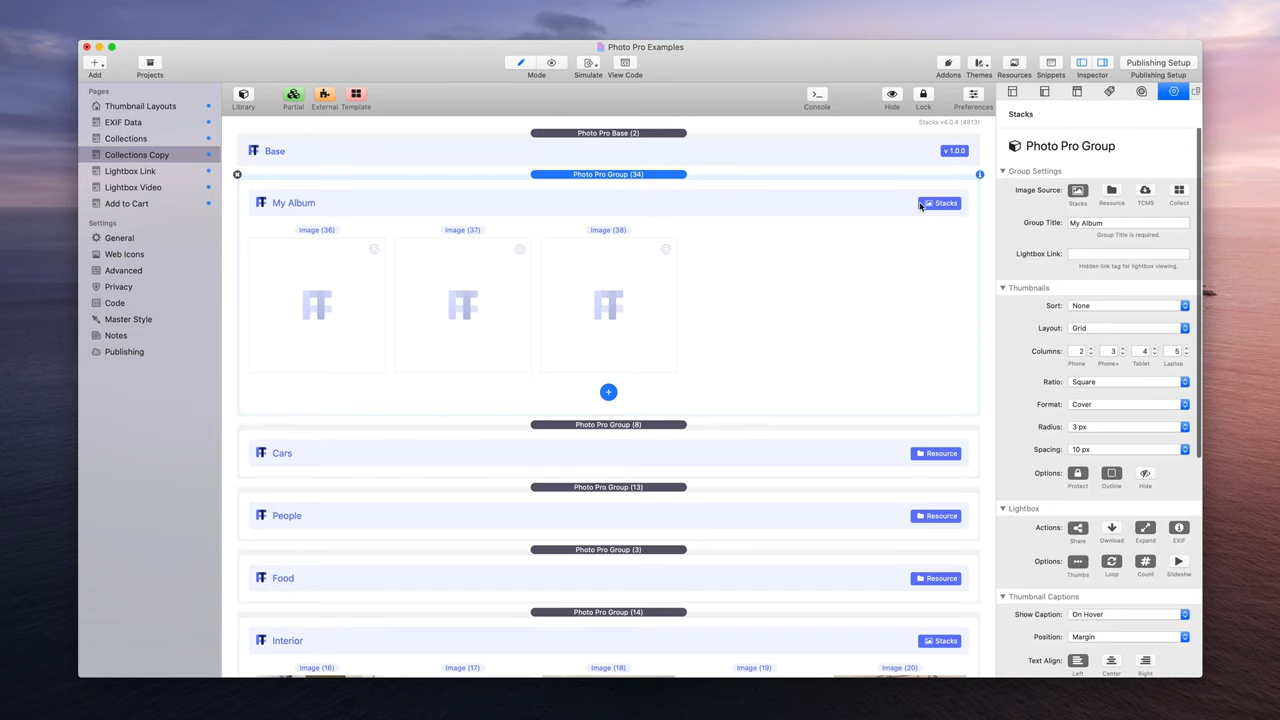 Photo Pro Examples
Add
Projects
Mode
Simulate
View Code
Addons
Themes
Resources
Snippets
Inspector
Publishing Setup
Publishing Setup
Pages
Thumbnail Layouts
EXIF Data
Collections
Collections Copy
Lightbox Link
Lightbox Video
Add to Cart
Settings
General
Web Icons
Advanced
Privacy
Code
Master Style
Notes
Publishing
Library
Partial
External
Template
Console
Hide
Lock
Preferences
Stacks v4.0.4 (4813)
Photo Pro Base (2)
Base
v 1.0.0
Photo Pro Group (34)
My Album
Stacks
Image (36)
Image (37)
Image (38)
Photo Pro Group (8)
Cars
Resource
Photo Pro Group (13)
People
Resource
Photo Pro Group (3)
Food
Resource
Photo Pro Group (14)
Interior
Stacks
Image (16)
Image (17)
Image (18)
Image (19)
Image (20)
Stacks
Photo Pro Group
Group Settings
Image Source:
Stacks
Resource
TCMS
Collect
Group Title: My Album
Group Title is required.
Lightbox Link:
Hidden link tag for lightbox viewing.
Thumbnails
Sort: None
Layout: Grid
Columns: 2 3 4 5
Phone Phone+ Tablet Laptop
Ratio: Square
Format: Cover
Radius: 3 px
Spacing: 10 px
Options:
Protect Outline Hide
Lightbox
Actions:
Share Dwnload Expand EXIF
Options:
Thumbs Loop Count Slideshw
Thumbnail Captions
Show Caption: On Hover
Position: Margin
Text Align:
Left Center Right